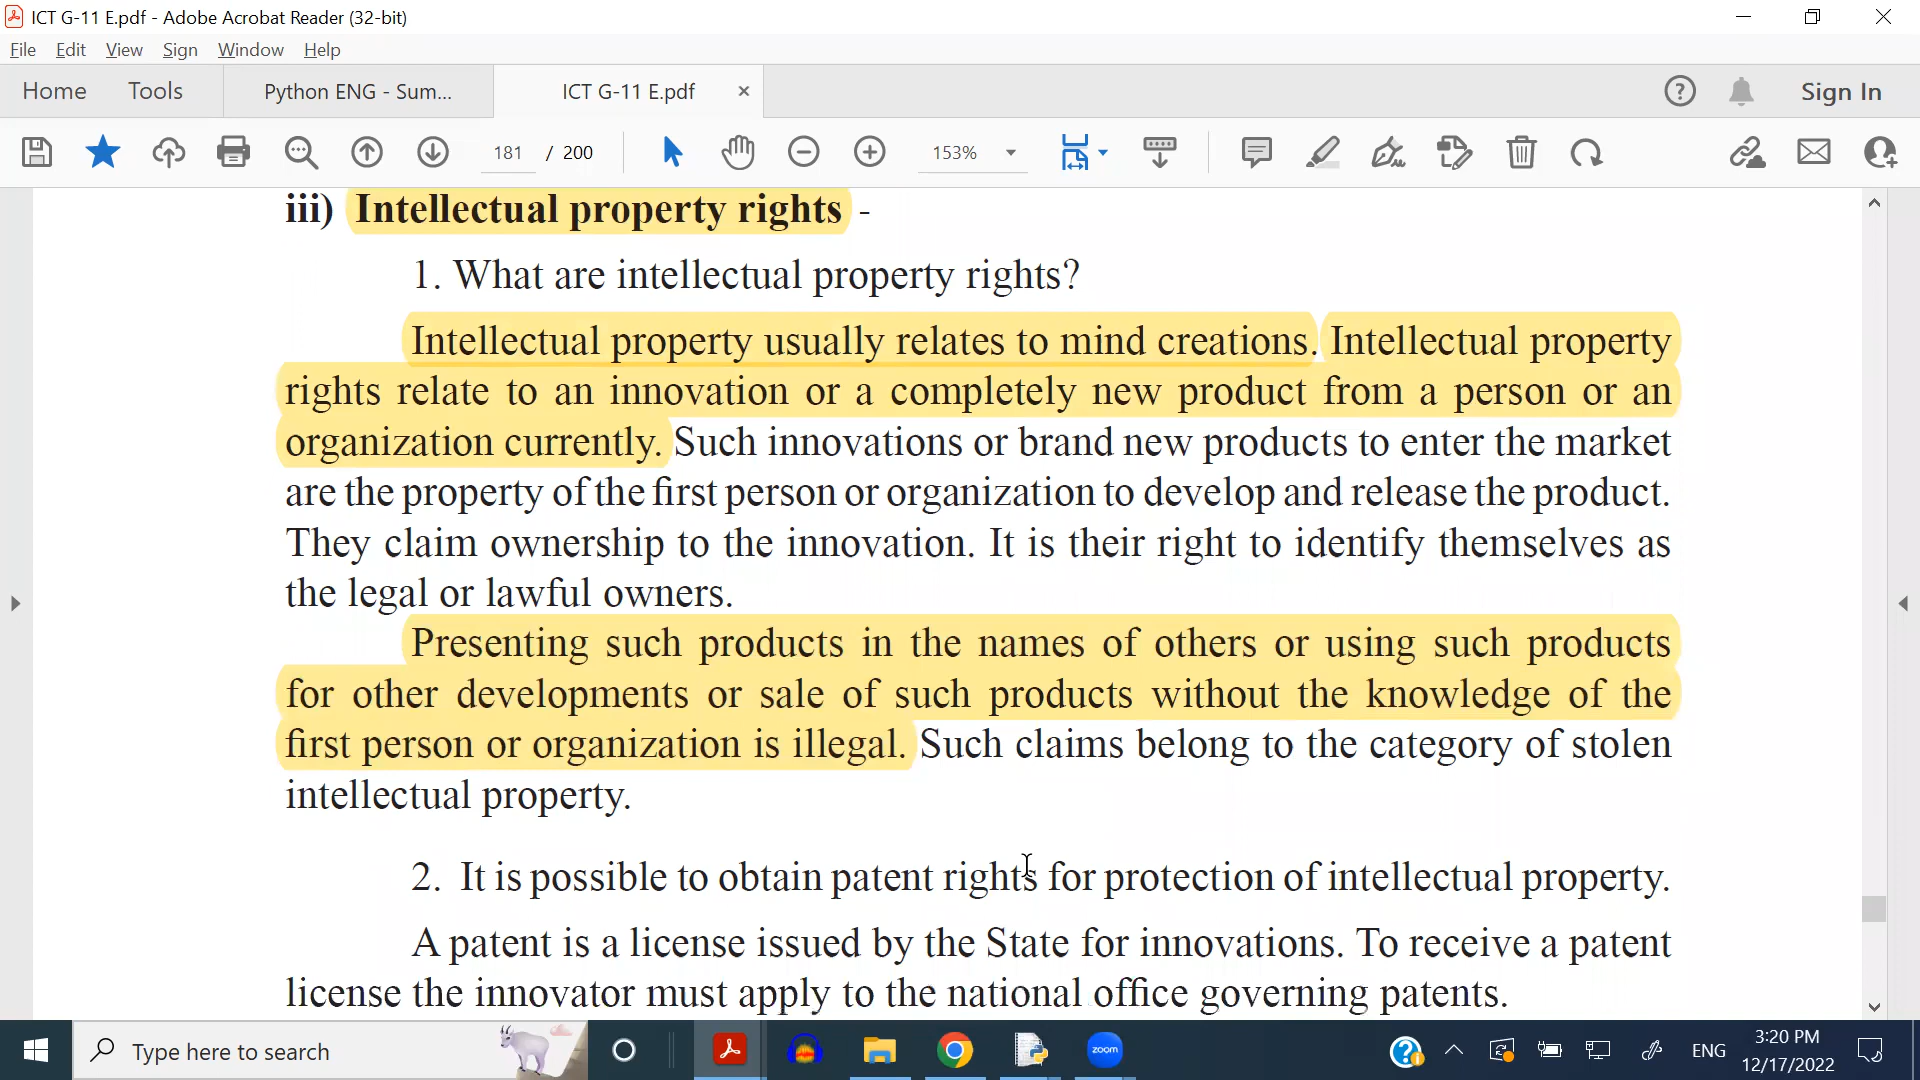 ICT G-11 E.pdf - Adobe Acrobat Reader (32-bit)
File Edit View Sign Window Help
Home Tools Python ENG - Sum... ICT G-11 E.pdf × ? Sign In
181 / 200 153%
iii) Intellectual property rights -
1. What are intellectual property rights?
Intellectual property usually relates to mind creations. Intellectual property
rights relate to an innovation or a completely new product from a person or an
organization currently. Such innovations or brand new products to enter the market
are the property of the first person or organization to develop and release the product.
They claim ownership to the innovation. It is their right to identify themselves as
the legal or lawful owners.
Presenting such products in the names of others or using such products
for other developments or sale of such products without the knowledge of the
first person or organization is illegal. Such claims belong to the category of stolen
intellectual property.
2. It is possible to obtain patent rights for protection of intellectual property.
A patent is a license issued by the State for innovations. To receive a patent
license the innovator must apply to the national office governing patents.
Type here to search zoom ENG 3:20 PM
12/17/2022